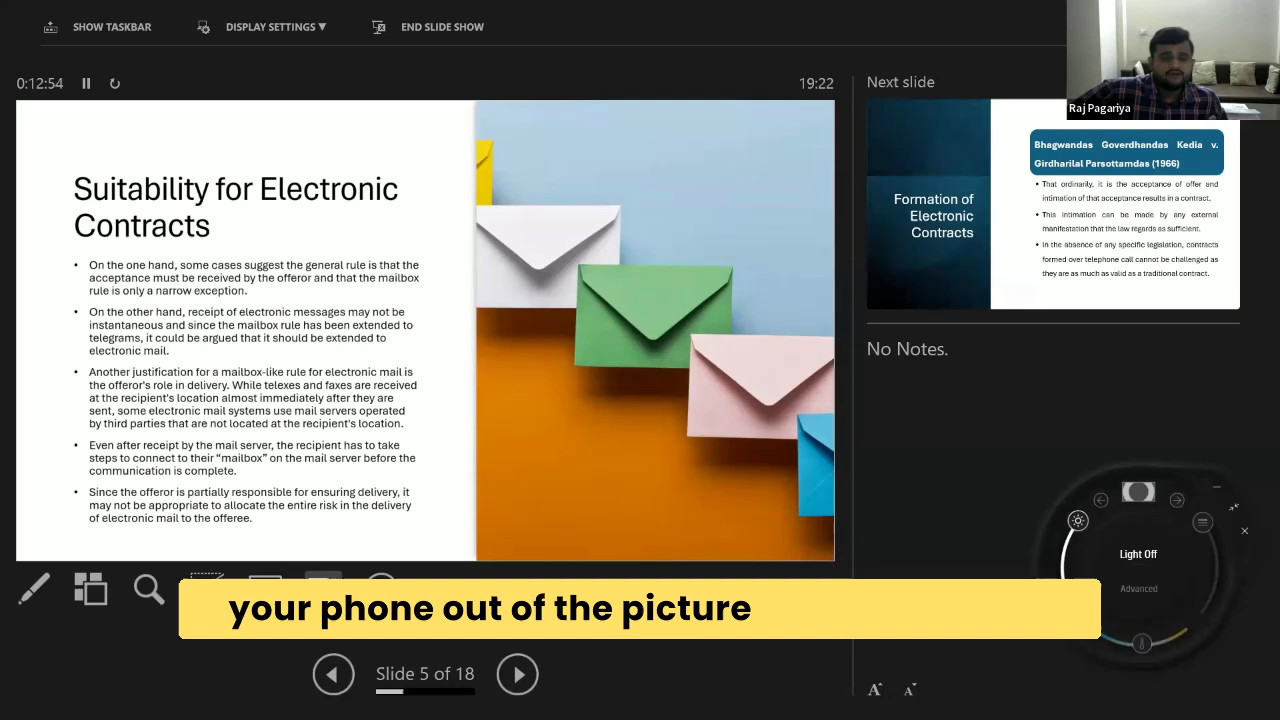 SHOW TASKBAR
DISPLAY SETTINGS ▼
END SLIDE SHOW
0:12:54
19:22
Next slide
Raj Pagariya
Suitability for Electronic
Contracts
• On the one hand, some cases suggest the general rule is that the
acceptance must be received by the offeror and that the mailbox
rule is only a narrow exception.
• On the other hand, receipt of electronic messages may not be
instantaneous and since the mailbox rule has been extended to
telegrams, it could be argued that it should be extended to
electronic mail.
• Another justification for a mailbox-like rule for electronic mail is
the offeror's role in delivery. While telexes and faxes are received
at the recipient's location almost immediately after they are
sent, some electronic mail systems use mail servers operated
by third parties that are not located at the recipient's location.
• Even after receipt by the mail server, the recipient has to take
steps to connect to their “mailbox” on the mail server before the
communication is complete.
• Since the offeror is partially responsible for ensuring delivery, it
may not be appropriate to allocate the entire risk in the delivery
of electronic mail to the offeree.
Formation of
Electronic
Contracts
Bhagwandas Goverdhandas Kedia v.
Girdharilal Parsottamdas (1966)
• That ordinarily, it is the acceptance of offer and
intimation of that acceptance results in a contract.
• This intimation can be made by any external
manifestation that the law regards as sufficient.
• In the absence of any specific legislation, contracts
formed over telephone call cannot be challenged as
they are as much as valid as a traditional contract.
No Notes.
Light Off
Advanced
your phone out of the picture
Slide 5 of 18
A A